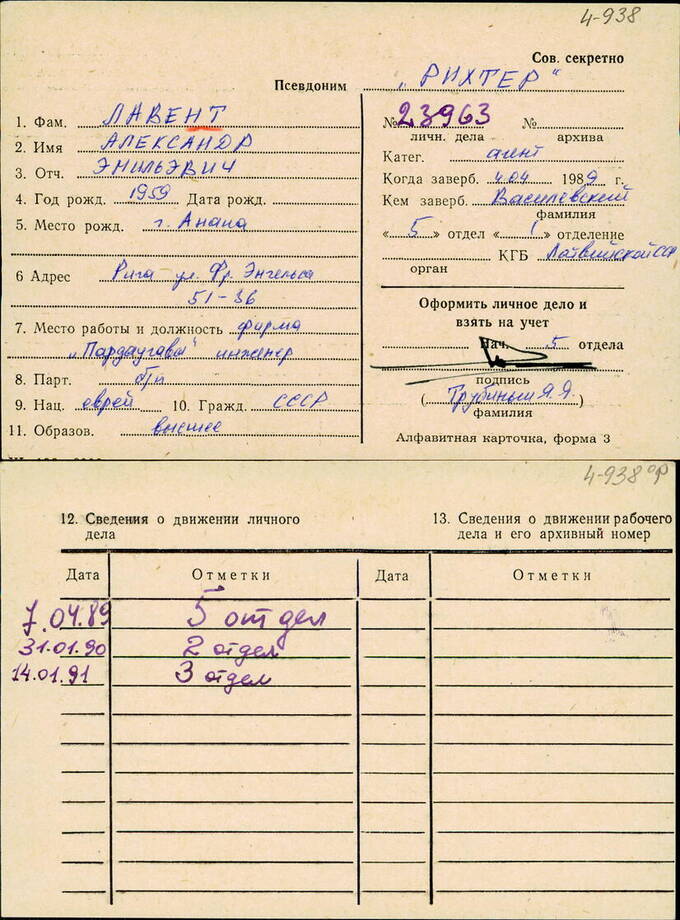 4-938
Сов. секретно
Псевдоним „РИХТЕР"
1. Фам. ЛАВЕНТ
2. Имя АЛЕКСАНДР
3. Отч. ЭМИЛЬЭВИЧ
4. Год рожд. 1959 Дата рожд.
5. Место рожд. г. Анапа
6 Адрес Рига ул. Фр. Энгельса
51-36
7. Место работы и должность фирма
„Пардаугава" инженер
8. Парт. б/п
9. Нац. еврей 10. Гражд. СССР
11. Образов. высшее
№ 23963 №
личн. дела архива
Катег. агент
Когда заверб. 4.04 1989 г.
Кем заверб. Василевский
фамилия
« 5 » отдел « 1 » отделение
КГБ Латвийской ССР
орган
Оформить личное дело и
взять на учет
Нач. 5 отдела
подпись
( Трубиньш Я.Я. )
фамилия
Алфавитная карточка, форма 3
4-938 об
12. Сведения о движении личного
дела
13. Сведения о движении рабочего
дела и его архивный номер
Дата Отметки Дата Отметки
7.04.89 5 отдел
31.01.90 2 отдел
14.01.91 3 отдел